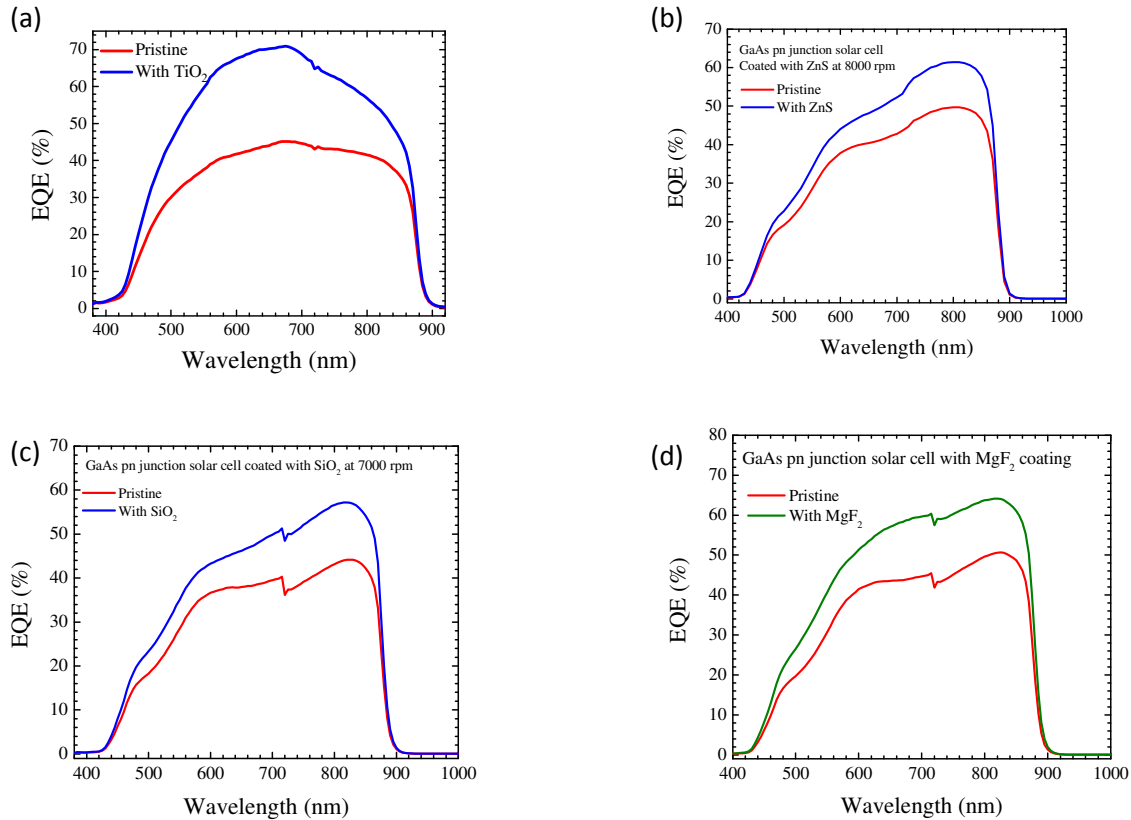 (a)
70
60
50
40
30
20
10
0
EQE (%)
Pristine
With TiO₂
400 500 600 700 800 900
Wavelength (nm)
(b)
70
60
50
40
30
20
10
0
EQE (%)
GaAs pn junction solar cell
Coated with ZnS at 8000 rpm
Pristine
With ZnS
400 500 600 700 800 900 1000
Wavelength (nm)
(c)
70
60
50
40
30
20
10
0
EQE (%)
GaAs pn junction solar cell coated with SiO₂ at 7000 rpm
Pristine
With SiO₂
400 500 600 700 800 900 1000
Wavelength (nm)
(d)
80
70
60
50
40
30
20
10
0
EQE (%)
GaAs pn junction solar cell with MgF₂ coating
Pristine
With MgF₂
400 500 600 700 800 900 1000
Wavelength (nm)